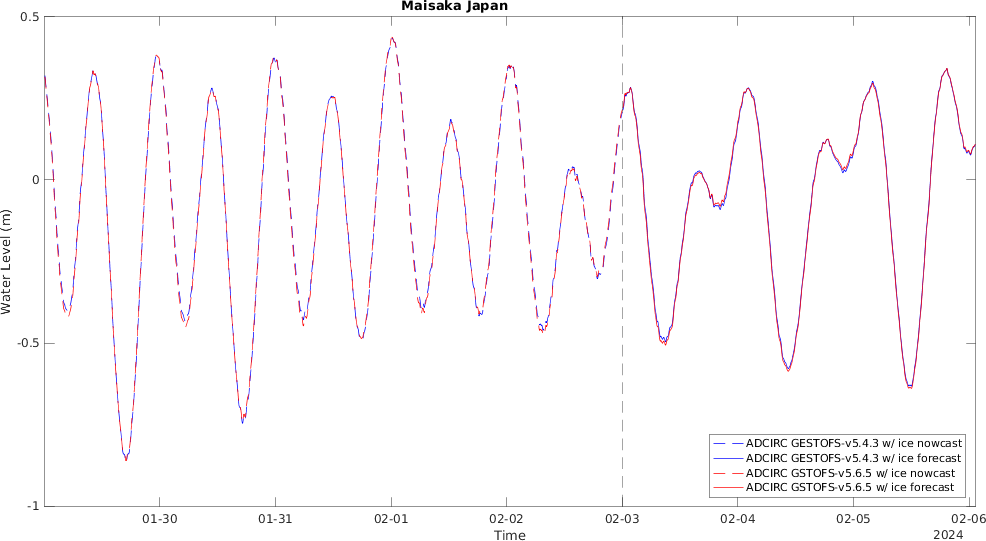 Maisaka Japan
0.5
0
-0.5
-1
Water Level (m)
01-30
01-31
02-01
02-02
02-03
02-04
02-05
02-06
Time
2024
ADCIRC GESTOFS-v5.4.3 w/ ice nowcast
ADCIRC GESTOFS-v5.4.3 w/ ice forecast
ADCIRC GSTOFS-v5.6.5 w/ ice nowcast
ADCIRC GSTOFS-v5.6.5 w/ ice forecast